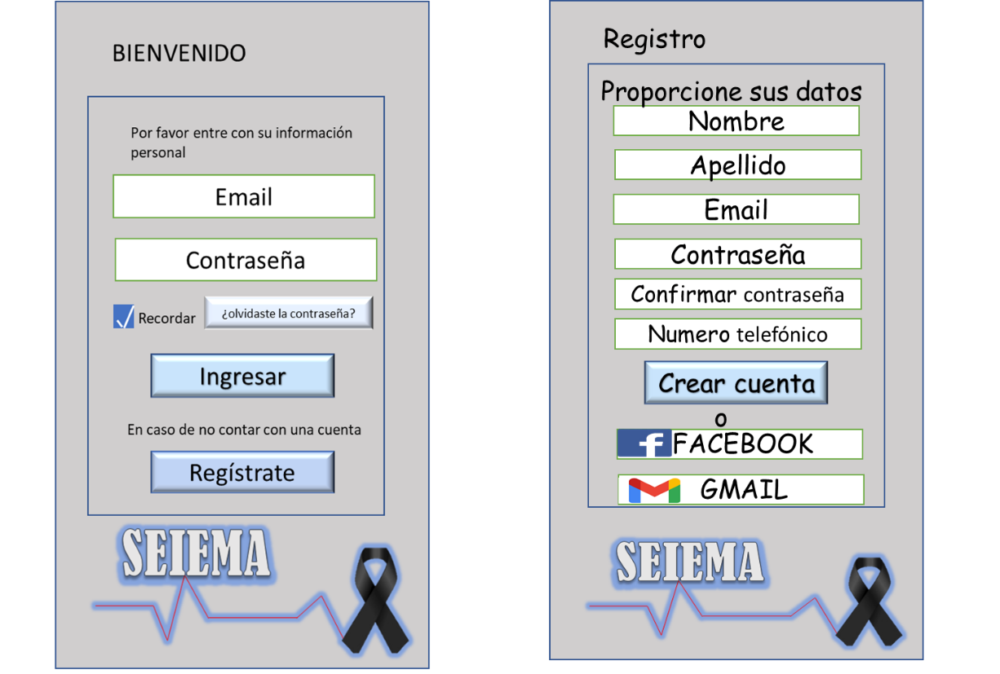 BIENVENIDO
Por favor entre con su información
personal
Email
Contraseña
Recordar
¿olvidaste la contraseña?
Ingresar
En caso de no contar con una cuenta
Regístrate
SEIEMA
Registro
Proporcione sus datos
Nombre
Apellido
Email
Contraseña
Confirmar contraseña
Numero telefónico
Crear cuenta
o
f FACEBOOK
GMAIL
SEIEMA